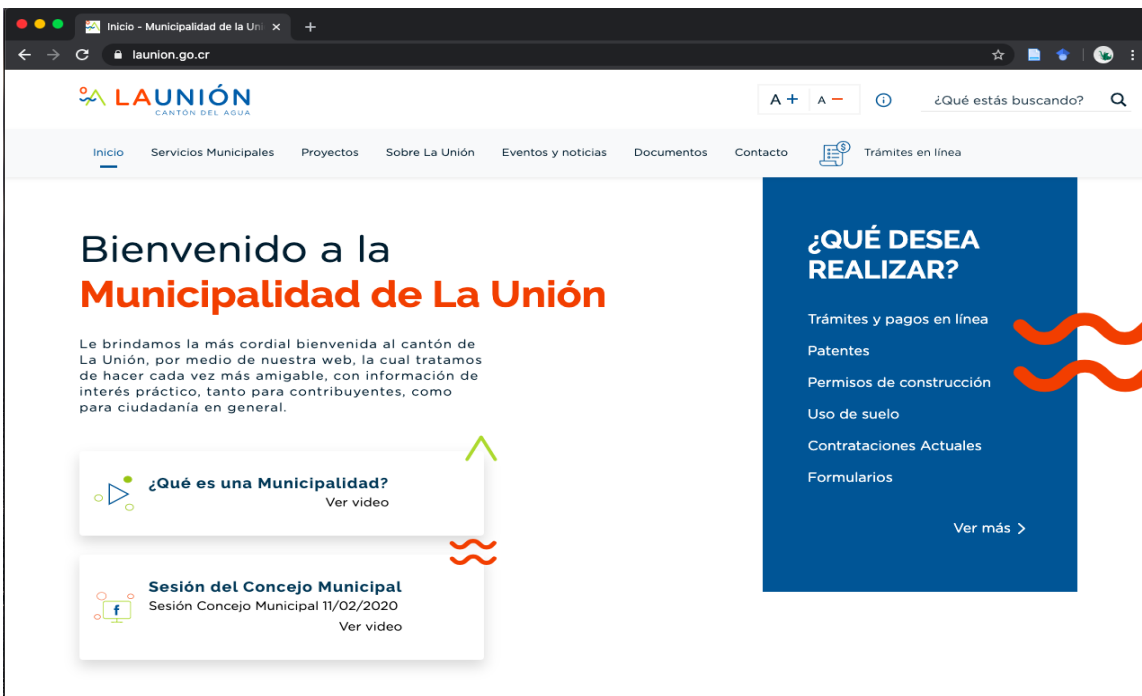 Inicio - Municipalidad de la Uni
launion.go.cr
LAUNIÓN
CANTÓN DEL AGUA
A + A −
¿Qué estás buscando?
Inicio Servicios Municipales Proyectos Sobre La Unión Eventos y noticias Documentos Contacto Trámites en línea
Bienvenido a la
Municipalidad de La Unión
Le brindamos la más cordial bienvenida al cantón de
La Unión, por medio de nuestra web, la cual tratamos
de hacer cada vez más amigable, con información de
interés práctico, tanto para contribuyentes, como
para ciudadanía en general.
¿Qué es una Municipalidad?
Ver video
Sesión del Concejo Municipal
Sesión Concejo Municipal 11/02/2020
Ver video
¿QUÉ DESEA
REALIZAR?
Trámites y pagos en línea
Patentes
Permisos de construcción
Uso de suelo
Contrataciones Actuales
Formularios
Ver más >